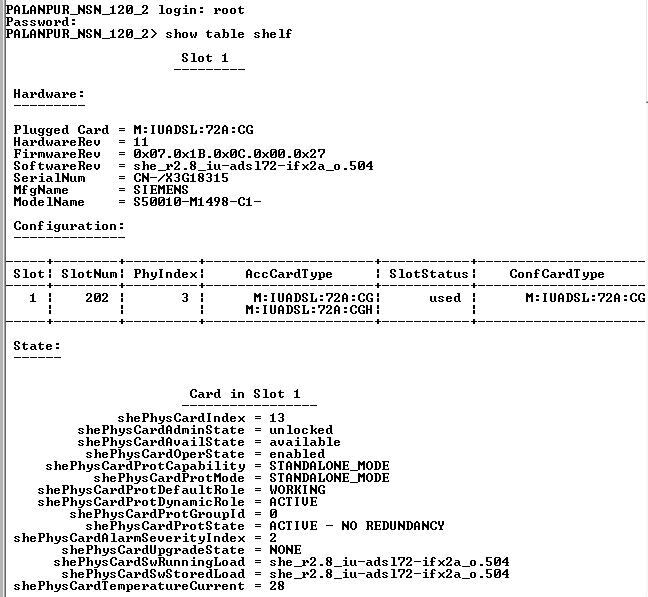 PALANPUR_NSN_120_2 login: root
Password:
PALANPUR_NSN_120_2> show table shelf
Slot 1
---------
Hardware:
---------
Plugged Card = M:IUADSL:72A:CG
HardwareRev = 11
FirmwareRev = 0x07.0x1B.0x0C.0x00.0x27
SoftwareRev = she_r2.8_iu-adsl72-ifx2a_o.504
SerialNum = CN-/X3G18315
MfgName = SIEMENS
ModelName = S50010-M1498-C1-
Configuration:
--------------
Slot| SlotNum| PhyIndex| AccCardType | SlotStatus| ConfCardType
1 | 202 | 3 | M:IUADSL:72A:CG| used | M:IUADSL:72A:CG
| | | M:IUADSL:72A:CGH| |
State:
------
Card in Slot 1
-----------------
shePhysCardIndex = 13
shePhysCardAdminState = unlocked
shePhysCardAvailState = available
shePhysCardOperState = enabled
shePhysCardProtCapability = STANDALONE_MODE
shePhysCardProtMode = STANDALONE_MODE
shePhysCardProtDefaultRole = WORKING
shePhysCardProtDynamicRole = ACTIVE
shePhysCardProtGroupId = 0
shePhysCardProtState = ACTIVE - NO REDUNDANCY
shePhysCardAlarmSeverityIndex = 2
shePhysCardUpgradeState = NONE
shePhysCardSwRunningLoad = she_r2.8_iu-adsl72-ifx2a_o.504
shePhysCardSwStoredLoad = she_r2.8_iu-adsl72-ifx2a_o.504
shePhysCardTemperatureCurrent = 28